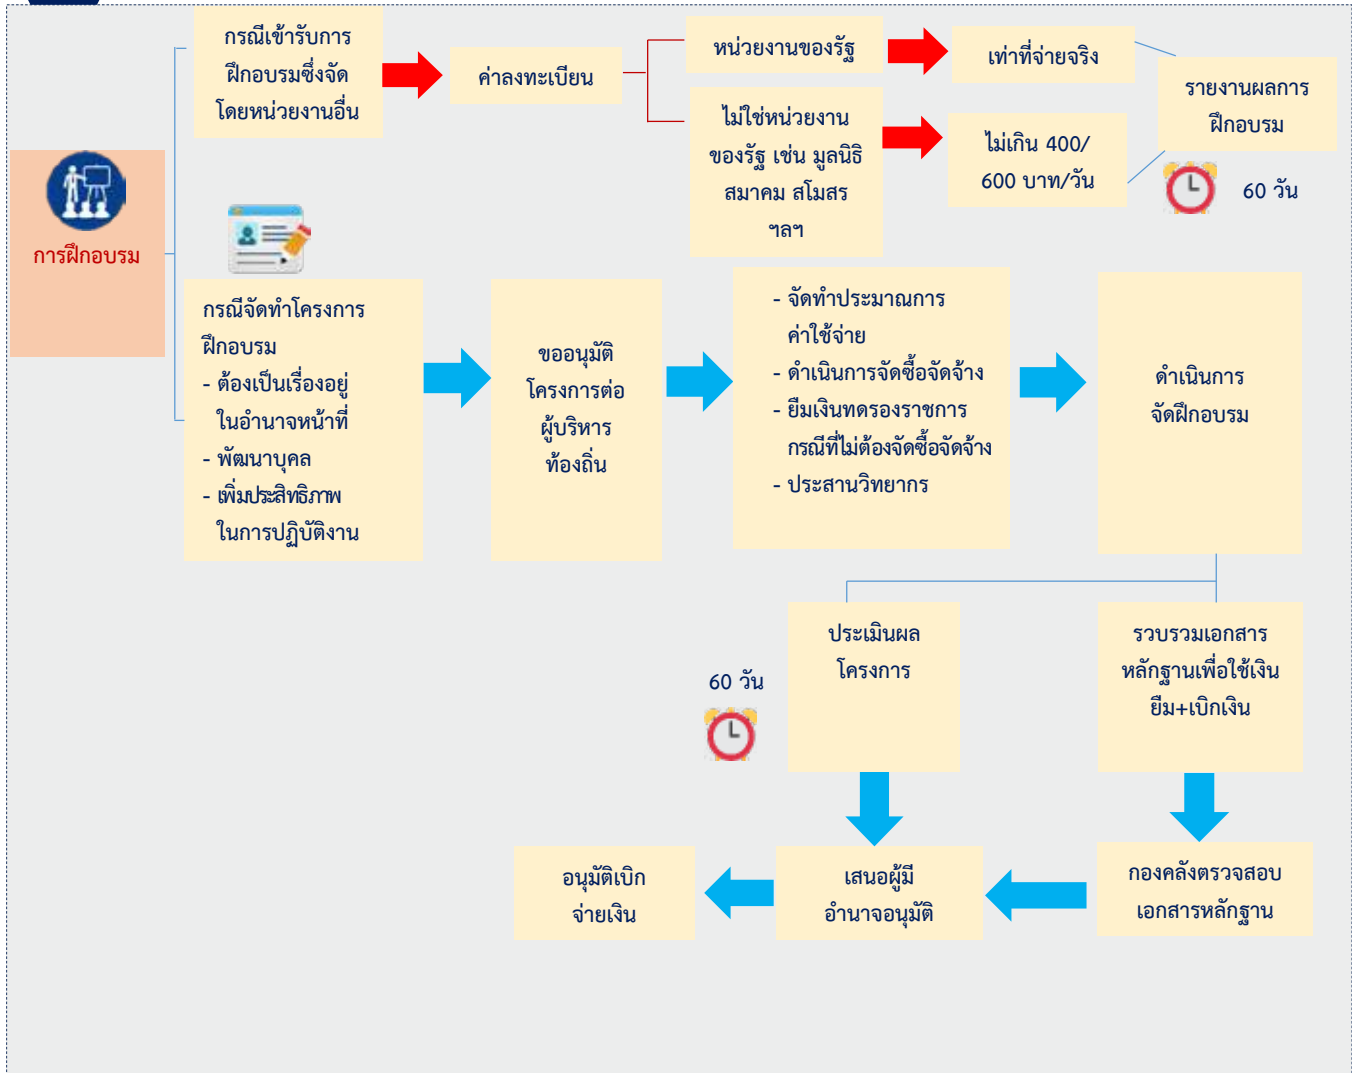 การฝึกอบรม
กรณีเข้ารับการ
ฝึกอบรมซึ่งจัด
โดยหน่วยงานอื่น
ค่าลงทะเบียน
หน่วยงานของรัฐ
เท่าที่จ่ายจริง
ไม่ใช่หน่วยงาน
ของรัฐ เช่น มูลนิธิ
สมาคม สโมสร
ฯลฯ
ไม่เกิน 400/
600 บาท/วัน
รายงานผลการ
ฝึกอบรม
60 วัน
กรณีจัดทำโครงการ
ฝึกอบรม
- ต้องเป็นเรื่องอยู่
ในอำนาจหน้าที่
- พัฒนาบุคล
- เพิ่มประสิทธิภาพ
ในการปฏิบัติงาน
ขออนุมัติ
โครงการต่อ
ผู้บริหาร
ท้องถิ่น
- จัดทำประมาณการ
ค่าใช้จ่าย
- ดำเนินการจัดซื้อจัดจ้าง
- ยืมเงินทดรองราชการ
กรณีที่ไม่ต้องจัดซื้อจัดจ้าง
- ประสานวิทยากร
ดำเนินการ
จัดฝึกอบรม
60 วัน
ประเมินผล
โครงการ
รวบรวมเอกสาร
หลักฐานเพื่อใช้เงิน
ยืม+เบิกเงิน
กองคลังตรวจสอบ
เอกสารหลักฐาน
เสนอผู้มี
อำนาจอนุมัติ
อนุมัติเบิก
จ่ายเงิน